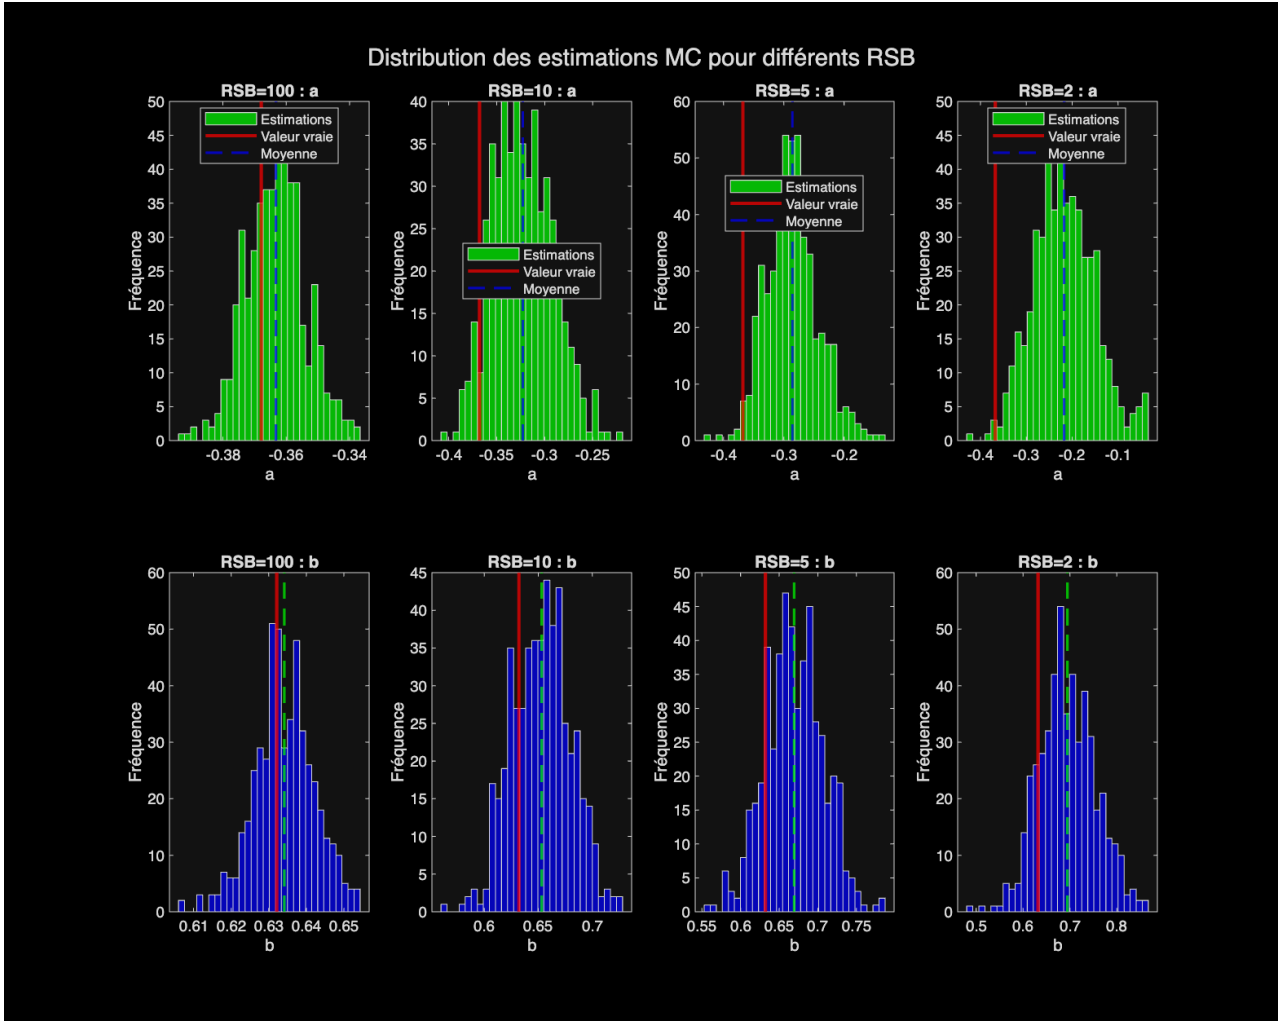 Distribution des estimations MC pour différents RSB
RSB=100 : a
50
45
40
35
30
25
20
15
10
5
0
Fréquence
Estimations
Valeur vraie
Moyenne
-0.38 -0.36 -0.34
a
RSB=10 : a
40
35
30
25
20
15
10
5
0
Fréquence
Estimations
Valeur vraie
Moyenne
-0.4 -0.35 -0.3 -0.25
a
RSB=5 : a
60
50
40
30
20
10
0
Fréquence
Estimations
Valeur vraie
Moyenne
-0.4 -0.3 -0.2
a
RSB=2 : a
50
45
40
35
30
25
20
15
10
5
0
Fréquence
Estimations
Valeur vraie
Moyenne
-0.4 -0.3 -0.2 -0.1
a
RSB=100 : b
60
50
40
30
20
10
0
Fréquence
0.61 0.62 0.63 0.64 0.65
b
RSB=10 : b
45
40
35
30
25
20
15
10
5
0
Fréquence
0.6 0.65 0.7
b
RSB=5 : b
50
45
40
35
30
25
20
15
10
5
0
Fréquence
0.55 0.6 0.65 0.7 0.75
b
RSB=2 : b
60
50
40
30
20
10
0
Fréquence
0.5 0.6 0.7 0.8
b